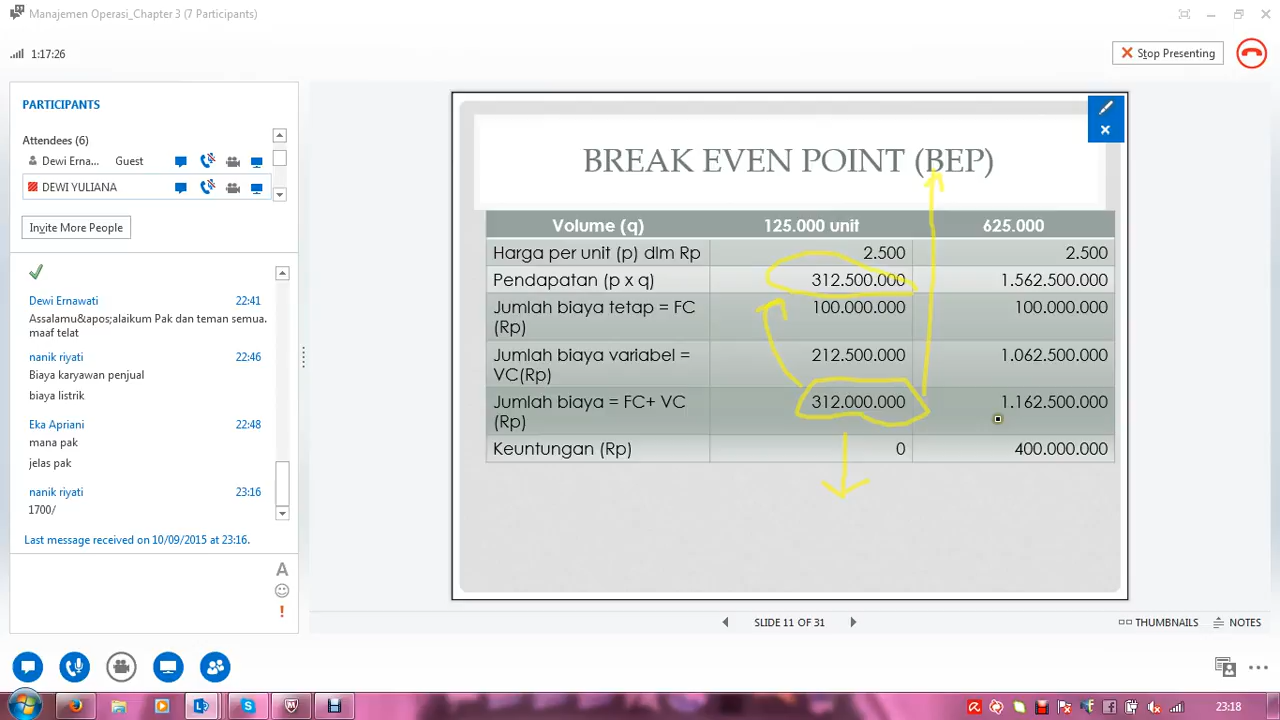 Manajemen Operasi_Chapter 3 (7 Participants)
1:17:26
Stop Presenting
PARTICIPANTS
Attendees (6)
Dewi Erna... Guest
DEWI YULIANA
Invite More People
Dewi Ernawati 22:41
Assalamu&apos;alaikum Pak dan teman semua.
maaf telat
nanik riyati 22:46
Biaya karyawan penjual
biaya listrik
Eka Apriani 22:48
mana pak
jelas pak
nanik riyati 23:16
1700/
Last message received on 10/09/2015 at 23:16.
A
BREAK EVEN POINT (BEP)
Volume (q) 125.000 unit 625.000
Harga per unit (p) dlm Rp 2.500 2.500
Pendapatan (p x q) 312.500.000 1.562.500.000
Jumlah biaya tetap = FC 100.000.000 100.000.000
(Rp)
Jumlah biaya variabel = 212.500.000 1.062.500.000
VC(Rp)
Jumlah biaya = FC+ VC 312.000.000 1.162.500.000
(Rp)
Keuntungan (Rp) 0 400.000.000
SLIDE 11 OF 31
THUMBNAILS
NOTES
23:18